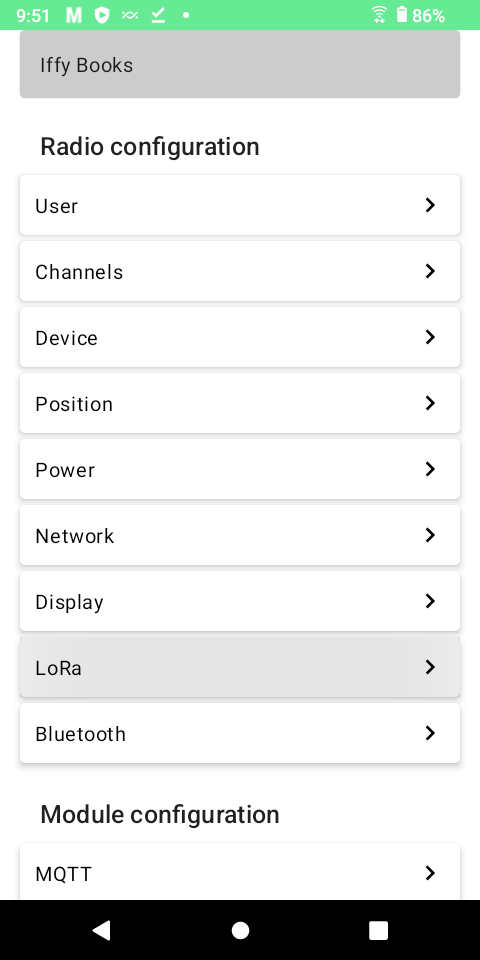 9:51
86%
Iffy Books
Radio configuration
User
Channels
Device
Position
Power
Network
Display
LoRa
Bluetooth
Module configuration
MQTT